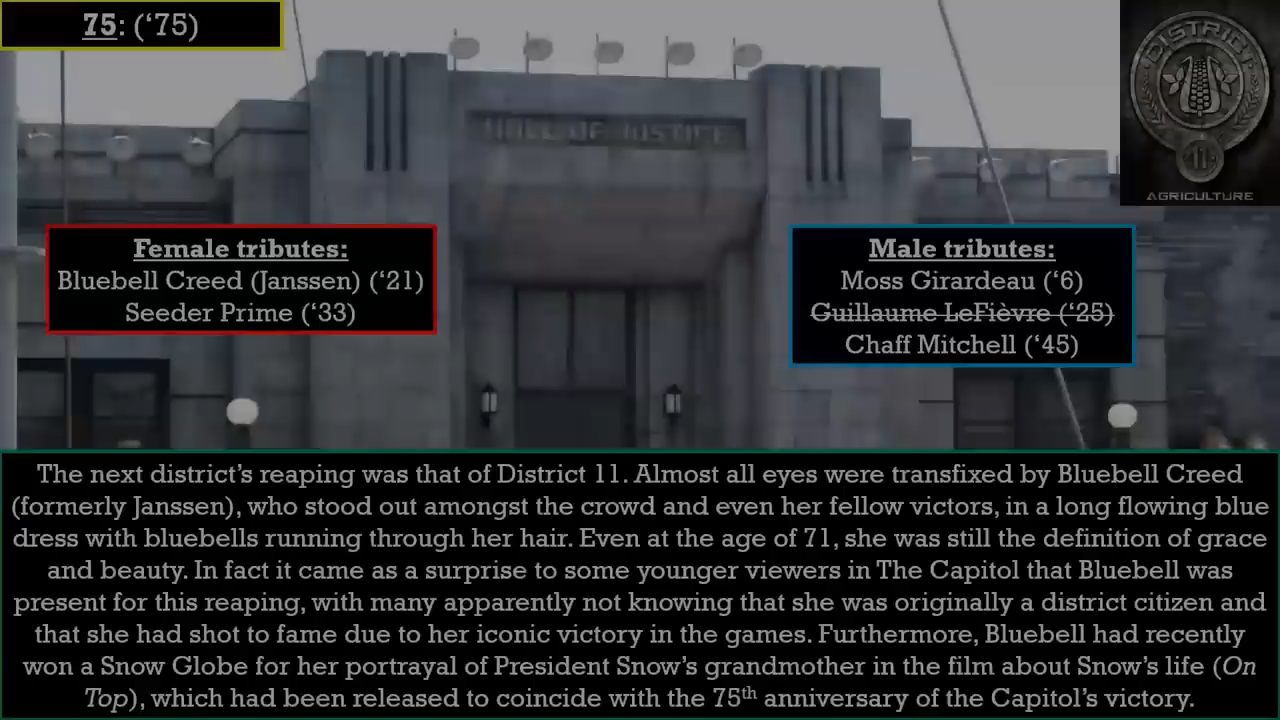 75: (‘75)
DISTRICT
11
AGRICULTURE
HALL OF JUSTICE
Female tributes:
Bluebell Creed (Janssen) (‘21)
Seeder Prime (‘33)
Male tributes:
Moss Girardeau (‘6)
Guillaume LeFièvre (‘25)
Chaff Mitchell (‘45)
The next district’s reaping was that of District 11. Almost all eyes were transfixed by Bluebell Creed
(formerly Janssen), who stood out amongst the crowd and even her fellow victors, in a long flowing blue
dress with bluebells running through her hair. Even at the age of 71, she was still the definition of grace
and beauty. In fact it came as a surprise to some younger viewers in The Capitol that Bluebell was
present for this reaping, with many apparently not knowing that she was originally a district citizen and
that she had shot to fame due to her iconic victory in the games. Furthermore, Bluebell had recently
won a Snow Globe for her portrayal of President Snow’s grandmother in the film about Snow’s life (On
Top), which had been released to coincide with the 75th anniversary of the Capitol’s victory.